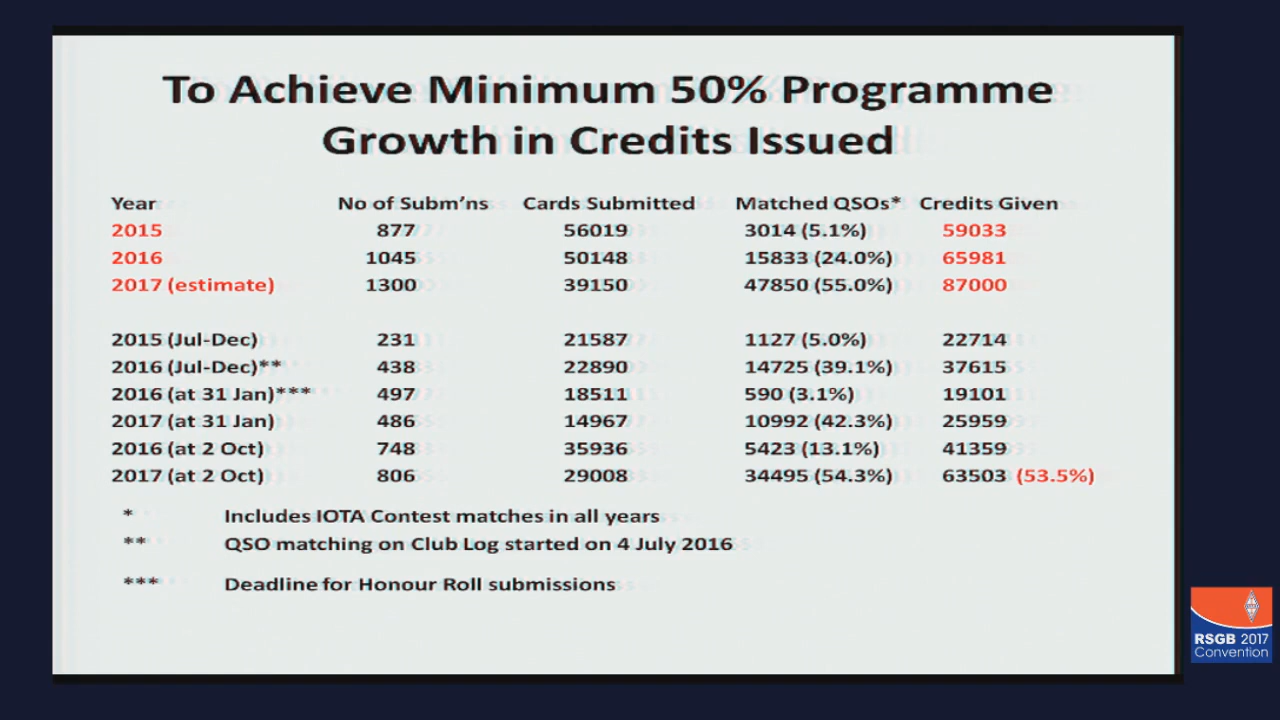 To Achieve Minimum 50% Programme
Growth in Credits Issued
Year No of Subm'ns Cards Submitted Matched QSOs* Credits Given
2015 877 56019 3014 (5.1%) 59033
2016 1045 50148 15833 (24.0%) 65981
2017 (estimate) 1300 39150 47850 (55.0%) 87000
2015 (Jul-Dec) 231 21587 1127 (5.0%) 22714
2016 (Jul-Dec)** 438 22890 14725 (39.1%) 37615
2016 (at 31 Jan)*** 497 18511 590 (3.1%) 19101
2017 (at 31 Jan) 486 14967 10992 (42.3%) 25959
2016 (at 2 Oct) 748 35936 5423 (13.1%) 41359
2017 (at 2 Oct) 806 29008 34495 (54.3%) 63503 (53.5%)
* Includes IOTA Contest matches in all years
** QSO matching on Club Log started on 4 July 2016
*** Deadline for Honour Roll submissions
RSGB 2017
Convention